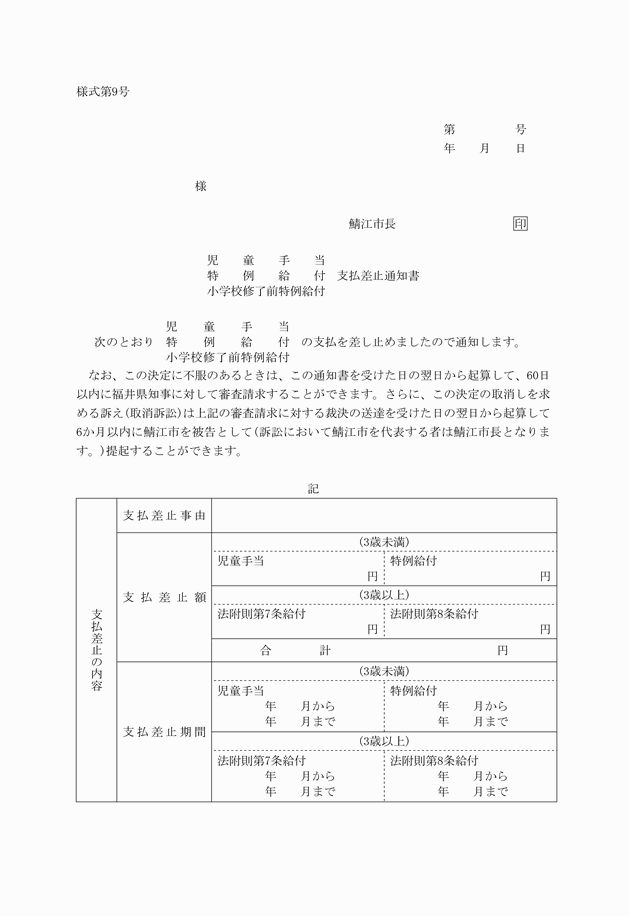 様式第9号
第　　　　　号
年　　月　　日
様
鯖江市長　　　　　　　　　　印
児童手当
特例給付　支払差止通知書
小学校修了前特例給付
児童手当
次のとおり　特例給付　の支払を差し止めましたので通知します。
小学校修了前特例給付
なお、この決定に不服のあるときは、この通知書を受けた日の翌日から起算して、60日
以内に福井県知事に対して審査請求することができます。さらに、この決定の取消しを求
める訴え(取消訴訟)は上記の審査請求に対する裁決の送達を受けた日の翌日から起算して
6か月以内に鯖江市を被告として(訴訟において鯖江市を代表する者は鯖江市長となりま
す。)提起することができます。
記
支払差止の内容
支払差止事由
支払差止額
(3歳未満)
児童手当　　　　特例給付
円　　　　円
(3歳以上)
法附則第7条給付　　　　法附則第8条給付
円　　　　円
合　　　計　　　　円
支払差止期間
(3歳未満)
児童手当　　　　特例給付
年　　月から　　　　年　　月から
年　　月まで　　　　年　　月まで
(3歳以上)
法附則第7条給付　　　　法附則第8条給付
年　　月から　　　　年　　月から
年　　月まで　　　　年　　月まで